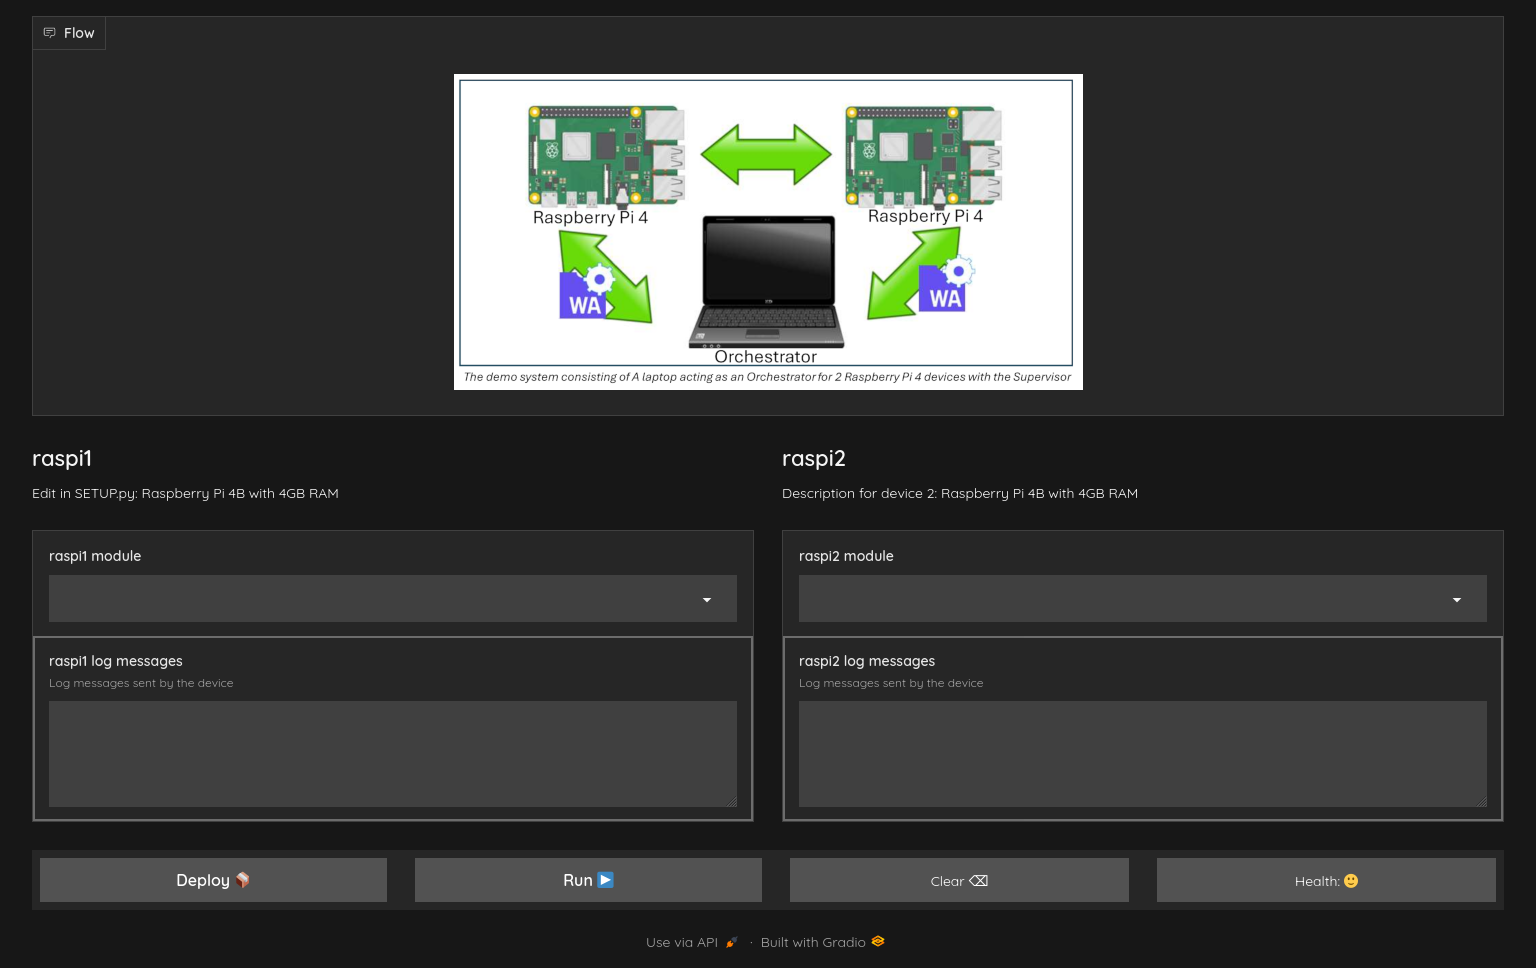 Flow
Raspberry Pi 4
Raspberry Pi 4
WA
WA
Orchestrator
The demo system consisting of A laptop acting as an Orchestrator for 2 Raspberry Pi 4 devices with the Supervisor
raspi1
raspi2
Edit in SETUP.py: Raspberry Pi 4B with 4GB RAM
Description for device 2: Raspberry Pi 4B with 4GB RAM
raspi1 module
raspi2 module
raspi1 log messages
Log messages sent by the device
raspi2 log messages
Log messages sent by the device
Deploy 📦
Run ▶️
Clear ⌫
Health: 🙂
Use via API 🚀 · Built with Gradio